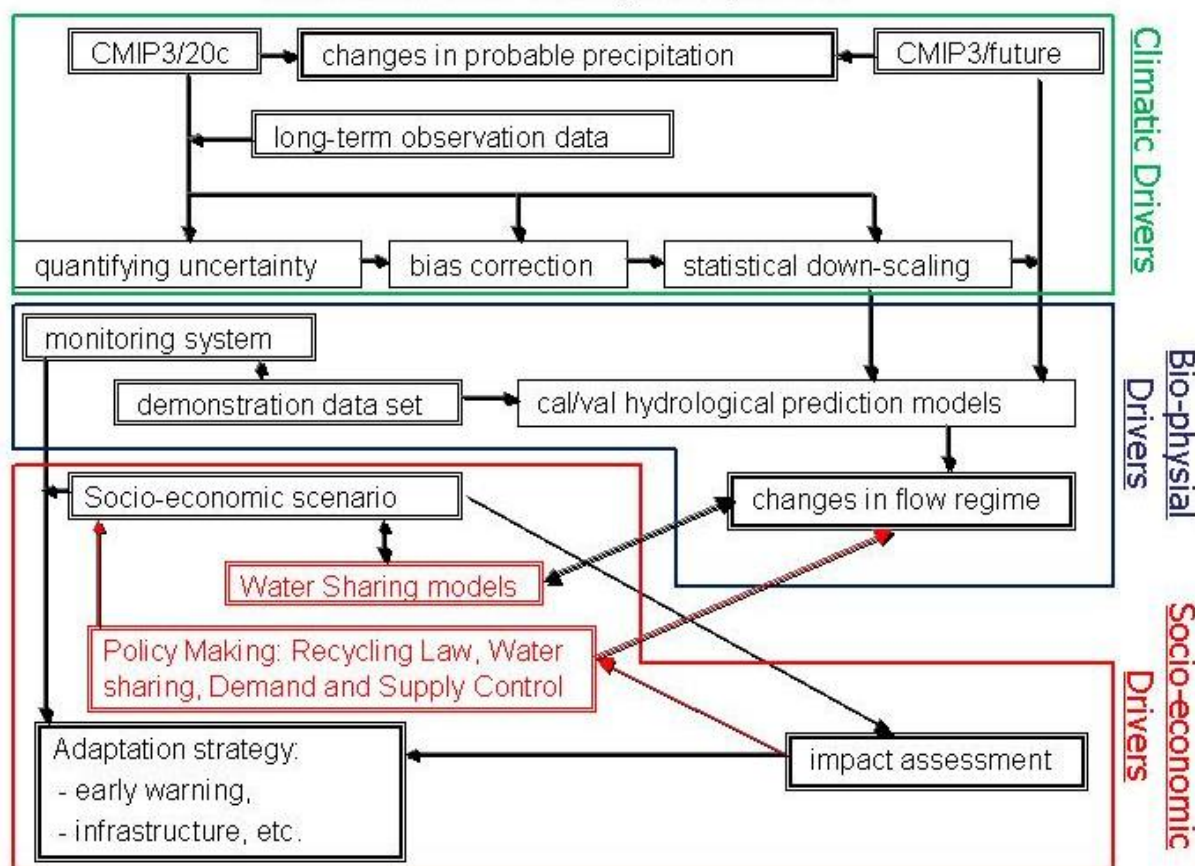 CMIP3/20c
changes in probable precipitation
CMIP3/future
long-term observation data
quantifying uncertainty
bias correction
statistical down-scaling
Climatic Drivers
monitoring system
demonstration data set
cal/val hydrological prediction models
changes in flow regime
Bio-physial
Drivers
Socio-economic scenario
Water Sharing models
Policy Making: Recycling Law, Water
sharing, Demand and Supply Control
Adaptation strategy:
- early warning,
- infrastructure, etc.
impact assessment
Socio-economic
Drivers